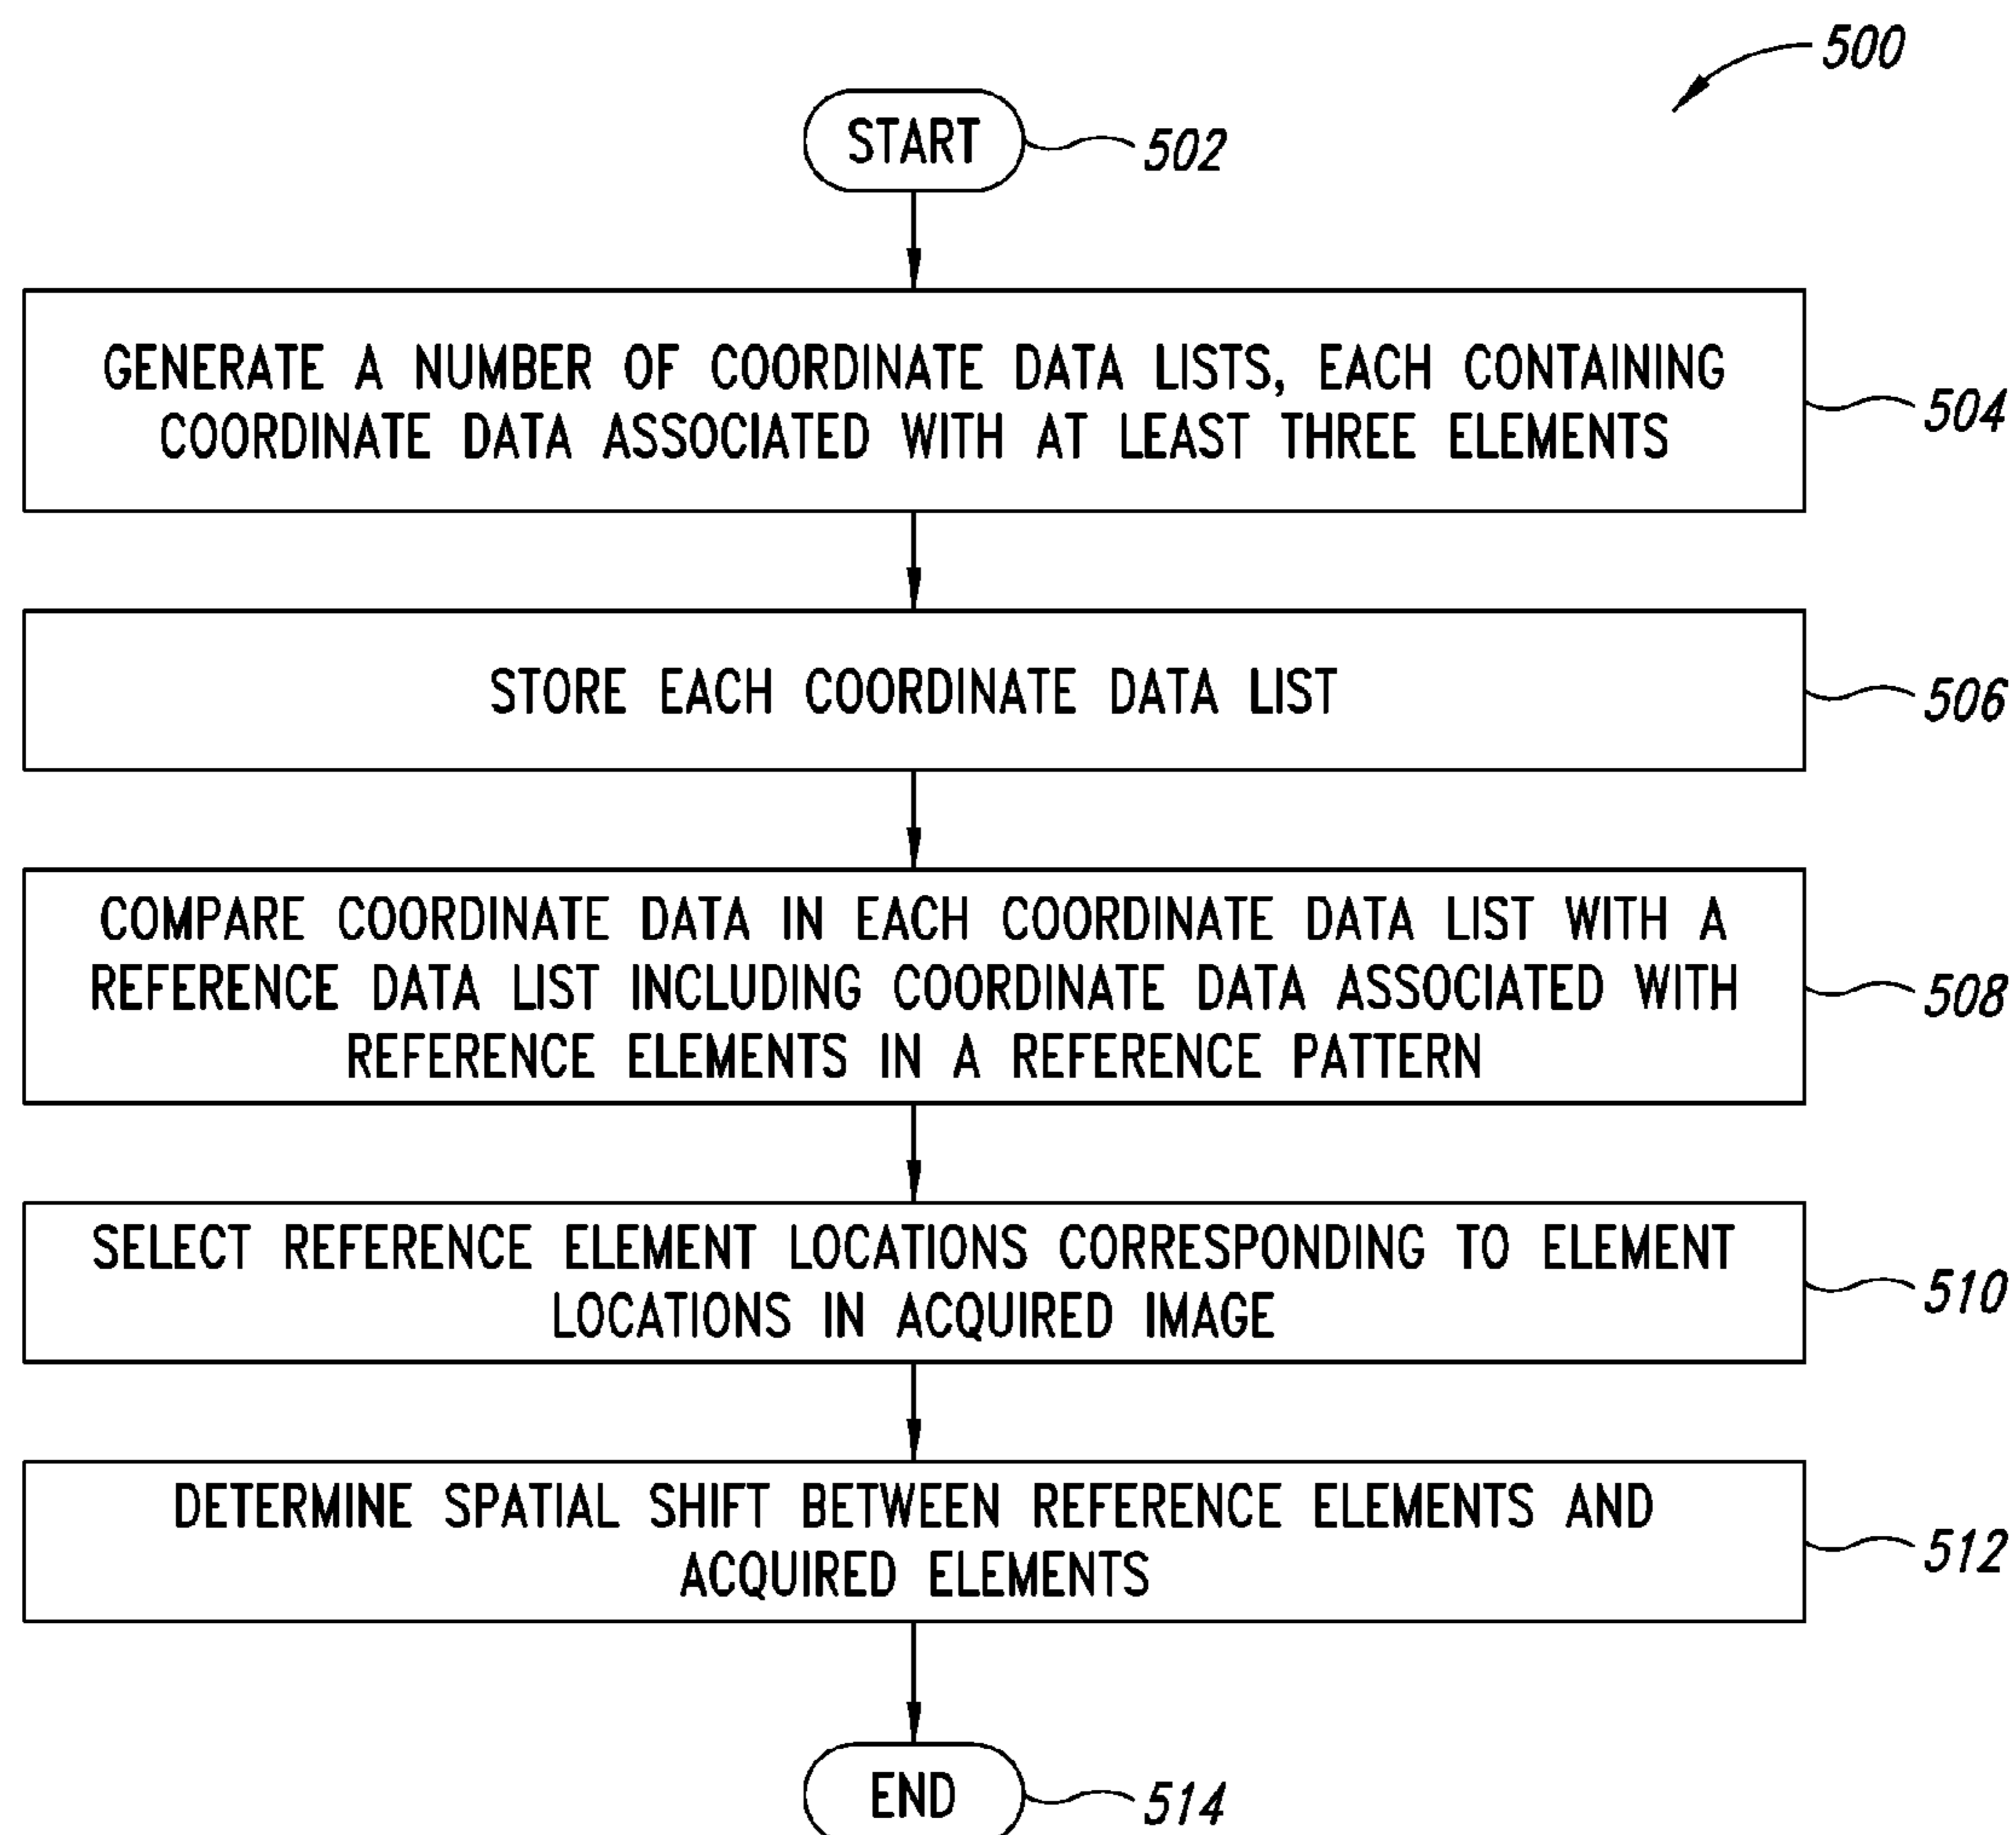 500
START
502
GENERATE A NUMBER OF COORDINATE DATA LISTS, EACH CONTAINING
COORDINATE DATA ASSOCIATED WITH AT LEAST THREE ELEMENTS
504
STORE EACH COORDINATE DATA LIST
506
COMPARE COORDINATE DATA IN EACH COORDINATE DATA LIST WITH A
REFERENCE DATA LIST INCLUDING COORDINATE DATA ASSOCIATED WITH
REFERENCE ELEMENTS IN A REFERENCE PATTERN
508
SELECT REFERENCE ELEMENT LOCATIONS CORRESPONDING TO ELEMENT
LOCATIONS IN ACQUIRED IMAGE
510
DETERMINE SPATIAL SHIFT BETWEEN REFERENCE ELEMENTS AND
ACQUIRED ELEMENTS
512
END
514